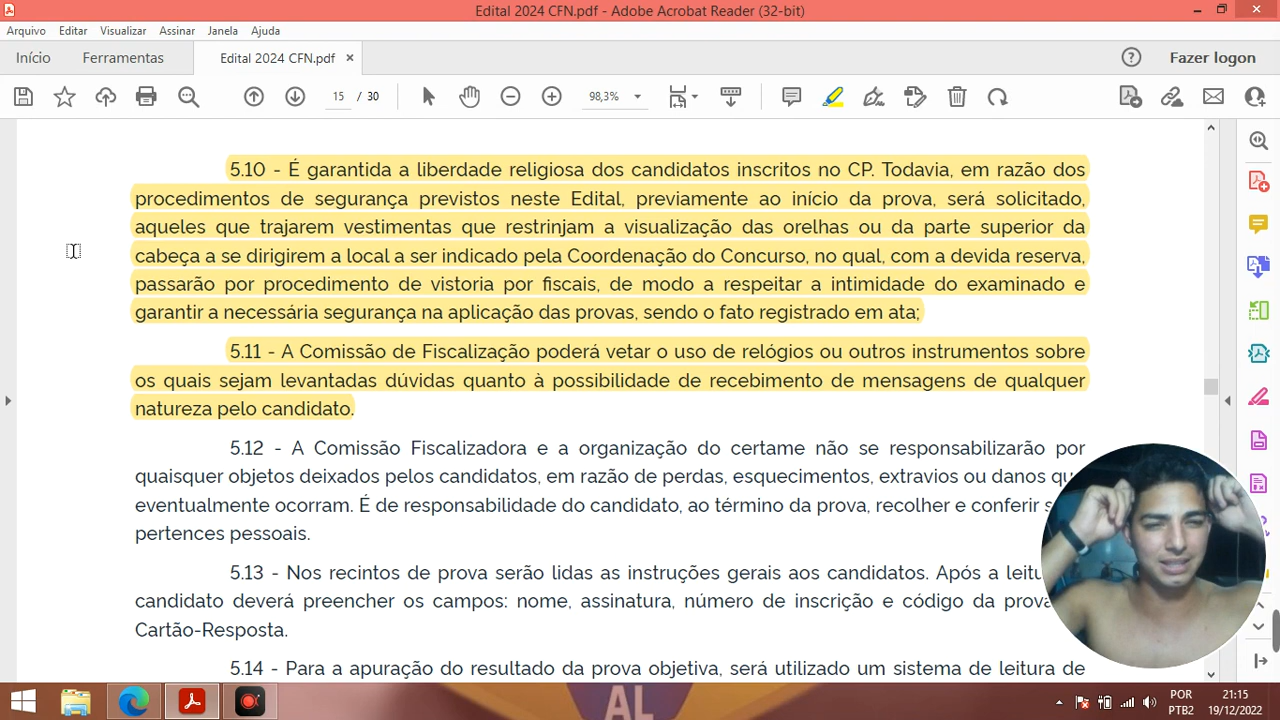 Edital 2024 CFN.pdf - Adobe Acrobat Reader (32-bit)
Arquivo Editar Visualizar Assinar Janela Ajuda
Início Ferramentas Edital 2024 CFN.pdf × Fazer logon
15 / 30 98,3%
5.10 - É garantida a liberdade religiosa dos candidatos inscritos no CP. Todavia, em razão dos
procedimentos de segurança previstos neste Edital, previamente ao início da prova, será solicitado,
aqueles que trajarem vestimentas que restrinjam a visualização das orelhas ou da parte superior da
cabeça a se dirigirem a local a ser indicado pela Coordenação do Concurso, no qual, com a devida reserva,
passarão por procedimento de vistoria por fiscais, de modo a respeitar a intimidade do examinado e
garantir a necessária segurança na aplicação das provas, sendo o fato registrado em ata;
5.11 - A Comissão de Fiscalização poderá vetar o uso de relógios ou outros instrumentos sobre
os quais sejam levantadas dúvidas quanto à possibilidade de recebimento de mensagens de qualquer
natureza pelo candidato.
5.12 - A Comissão Fiscalizadora e a organização do certame não se responsabilizarão por
quaisquer objetos deixados pelos candidatos, em razão de perdas, esquecimentos, extravios ou danos qu
eventualmente ocorram. É de responsabilidade do candidato, ao término da prova, recolher e conferir s
pertences pessoais.
5.13 - Nos recintos de prova serão lidas as instruções gerais aos candidatos. Após a leitu
candidato deverá preencher os campos: nome, assinatura, número de inscrição e código da prova
Cartão-Resposta.
5.14 - Para a apuração do resultado da prova objetiva, será utilizado um sistema de leitura de
AL
POR 21:15
PTB2 19/12/2022